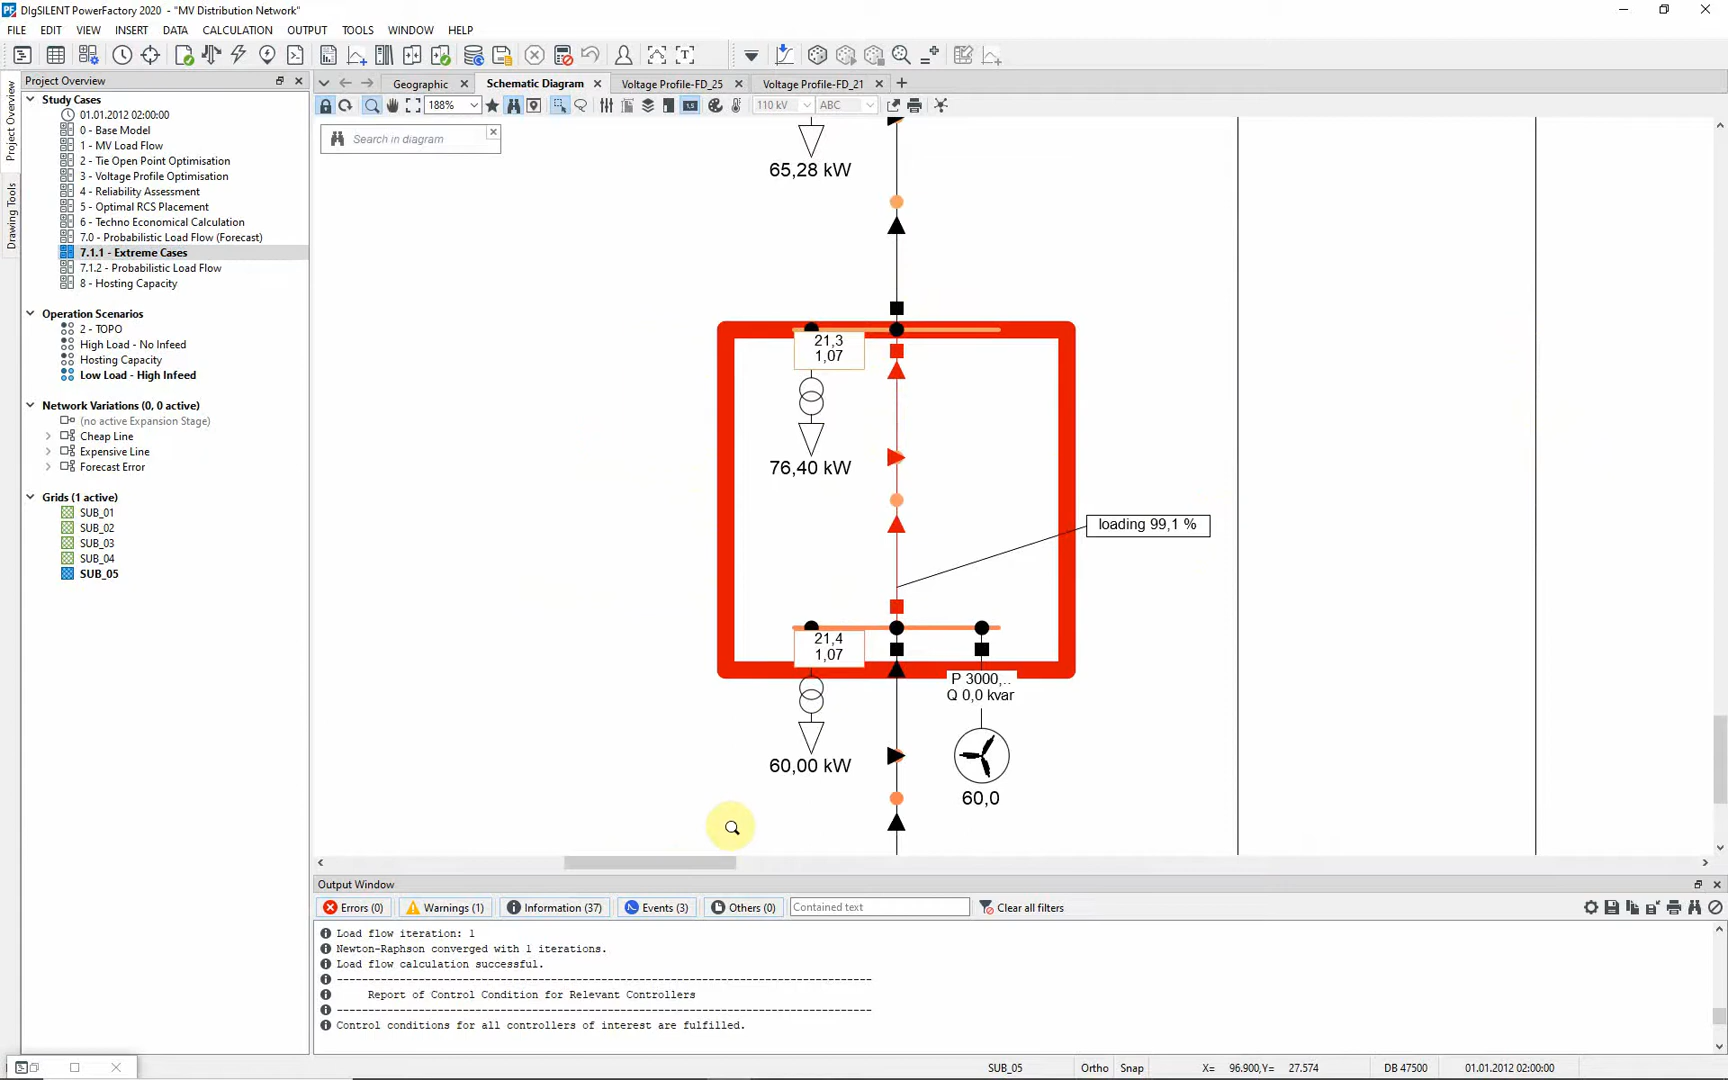 DIgSILENT PowerFactory 2020 - "MV Distribution Network"
FILE EDIT VIEW INSERT DATA CALCULATION OUTPUT TOOLS WINDOW HELP
Project Overview
Geographic Schematic Diagram Voltage Profile-FD_25 Voltage Profile-FD_21
188% 110 kV ABC
Search in diagram
Project Overview
Drawing Tools
Study Cases
01.01.2012 02:00:00
0 - Base Model
1 - MV Load Flow
2 - Tie Open Point Optimisation
3 - Voltage Profile Optimisation
4 - Reliability Assessment
5 - Optimal RCS Placement
6 - Techno Economical Calculation
7.0 - Probabilistic Load Flow (Forecast)
7.1.1 - Extreme Cases
7.1.2 - Probabilistic Load Flow
8 - Hosting Capacity
Operation Scenarios
2 - TOPO
High Load - No Infeed
Hosting Capacity
Low Load - High Infeed
Network Variations (0, 0 active)
(no active Expansion Stage)
Cheap Line
Expensive Line
Forecast Error
Grids (1 active)
SUB_01
SUB_02
SUB_03
SUB_04
SUB_05
65,28 kW
21,3
1,07
76,40 kW
loading 99,1 %
21,4
1,07
P 3000,..
Q 0,0 kvar
60,00 kW
60,0
Output Window
Errors (0) Warnings (1) Information (37) Events (3) Others (0) Contained text Clear all filters
Load flow iteration: 1
Newton-Raphson converged with 1 iterations.
Load flow calculation successful.
--------------------------------------------------------------------
Report of Control Condition for Relevant Controllers
--------------------------------------------------------------------
Control conditions for all controllers of interest are fulfilled.
SUB_05 Ortho Snap X= 96.900,Y= 27.574 DB 47500 01.01.2012 02:00:00